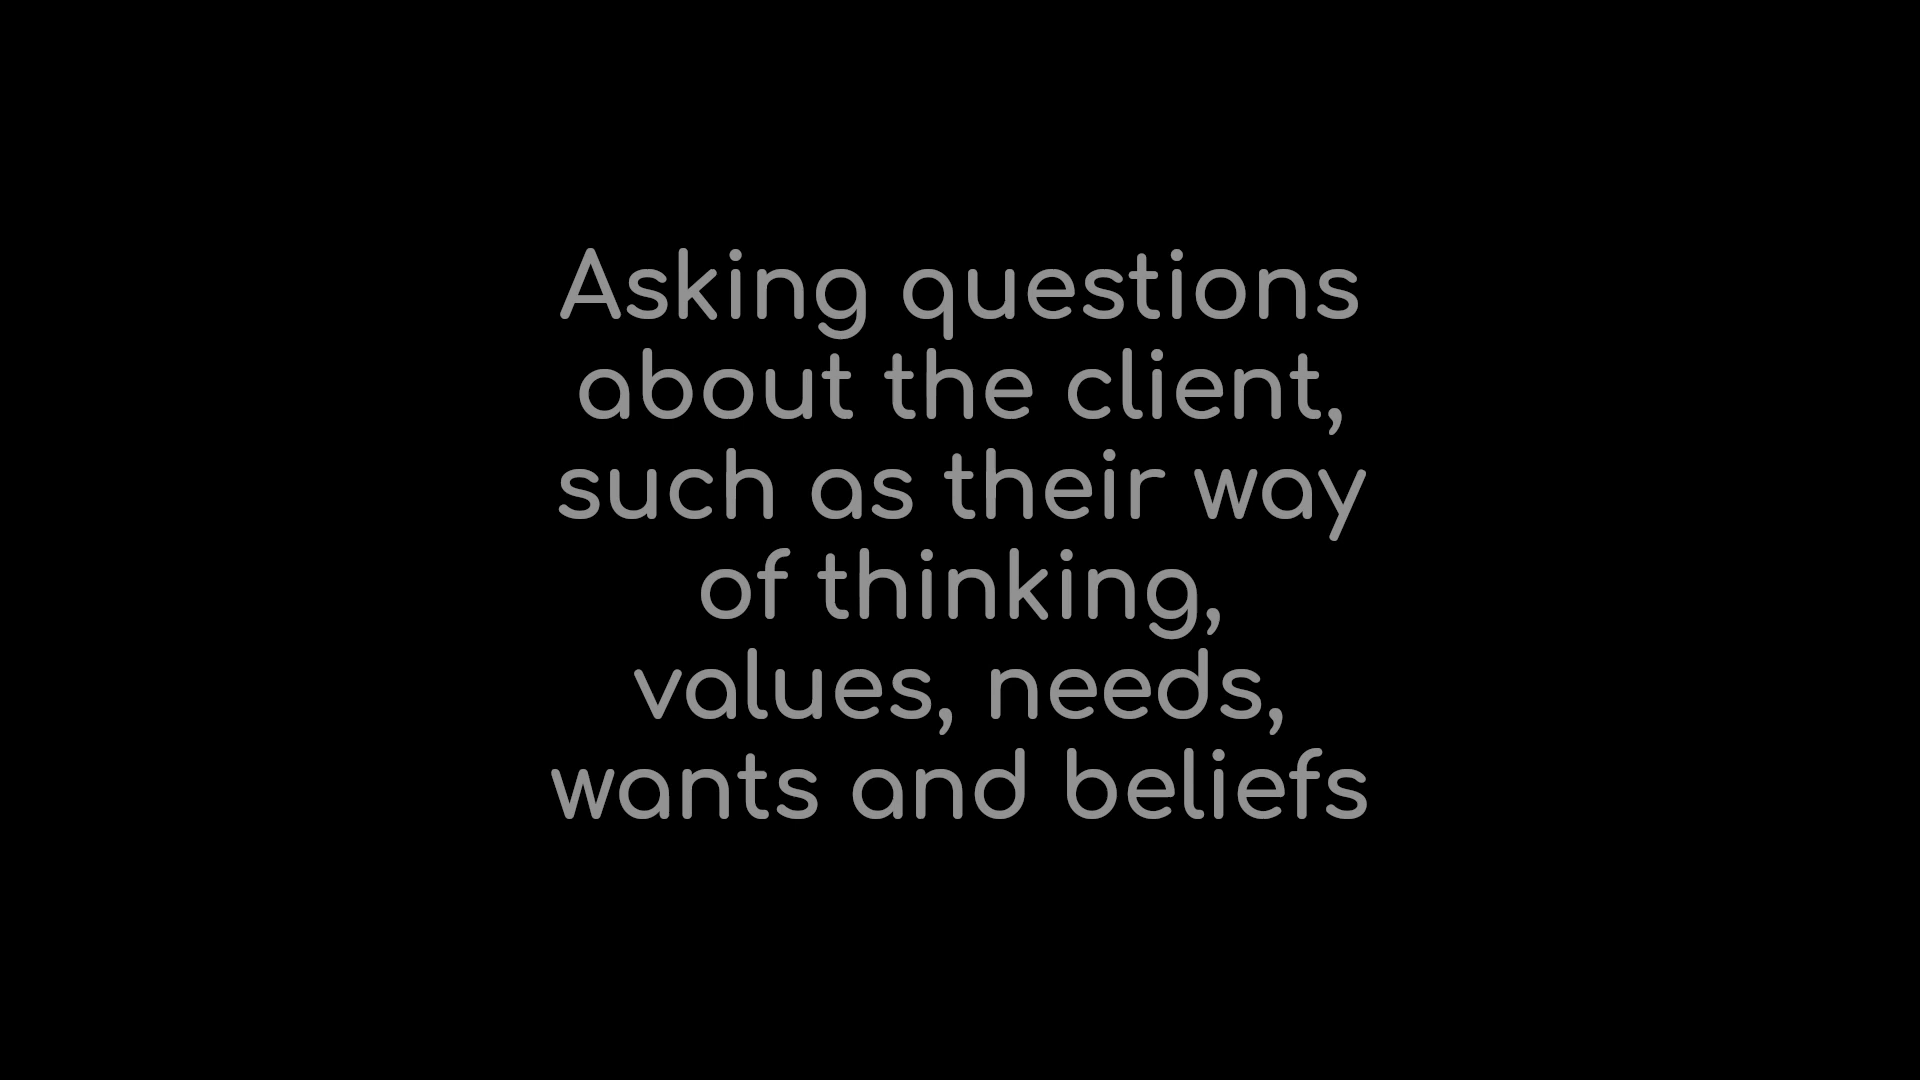 Asking questions
about the client,
such as their way
of thinking,
values, needs,
wants and beliefs